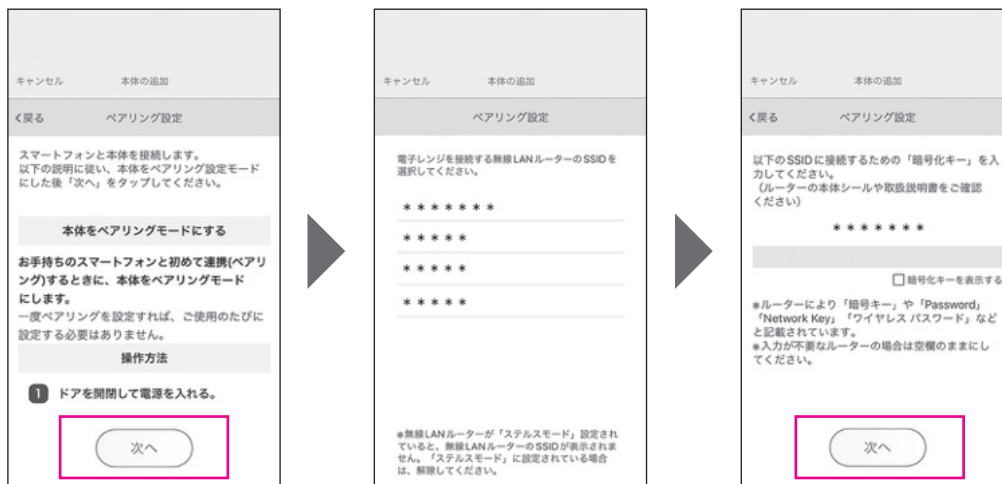 キャンセル 本体の追加
く戻る ペアリング設定
スマートフォンと本体を接続します。
以下の説明に従い、本体をペアリング設定モード
にした後「次へ」をタップしてください。
本体をペアリングモードにする
お手持ちのスマートフォンと初めて連携(ペアリ
ング)するときに、本体をペアリングモード
にします。
一度ペアリングを設定すれば、ご使用のたびに
設定する必要はありません。
操作方法
1 ドアを開閉して電源を入れる。
次へ
キャンセル 本体の追加
ペアリング設定
電子レンジを接続する無線LANルーターのSSIDを
選択してください。
*******
*****
*****
*****
※無線LANルーターが「ステルスモード」設定され
ていると、無線LANルーターのSSIDが表示されま
せん。「ステルスモード」に設定されている場合
は、解除してください。
キャンセル 本体の追加
く戻る ペアリング設定
以下のSSIDに接続するための「暗号化キー」を入
力してください。
(ルーターの本体シールや取扱説明書をご確認
ください)
*******
暗号化キーを表示する
※ルーターにより「暗号キー」や「Password」
「Network Key」「ワイヤレス パスワード」など
と記載されています。
※入力が不要なルーターの場合は空欄のままにし
てください。
次へ